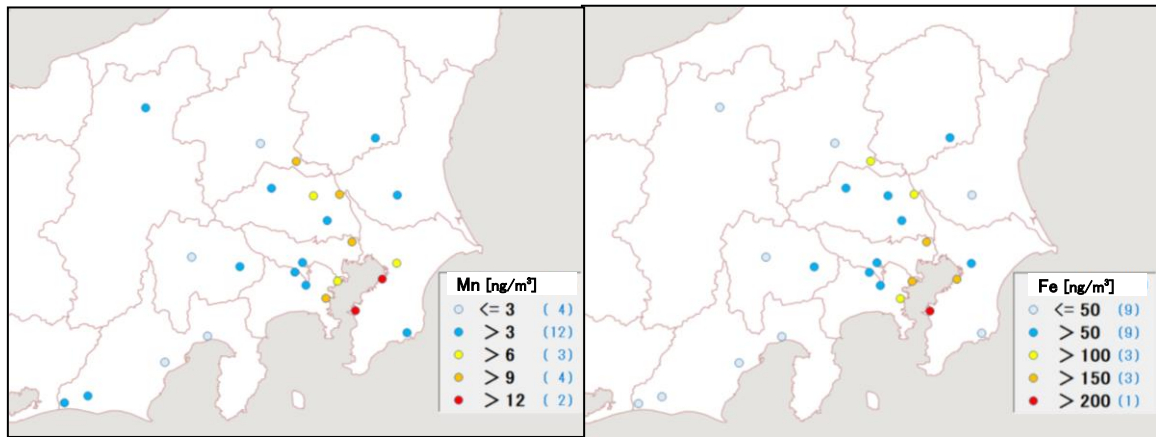 Mn [ng/m³]
<= 3 ( 4)
> 3 (12)
> 6 ( 3)
> 9 ( 4)
> 12 ( 2)
Fe [ng/m³]
<= 50 (9)
> 50 (9)
> 100 (3)
> 150 (3)
> 200 (1)